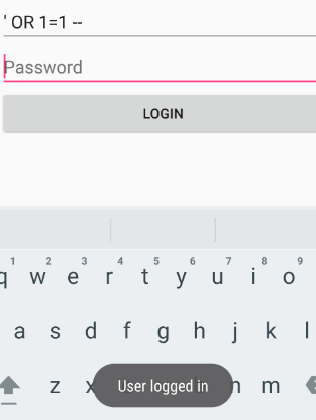 ' OR 1=1 --
Password
LOGIN
1 2 3 4 5 6 7 8 9
q w e r t y u i o
a s d f g h j k l
z x n m
User logged in